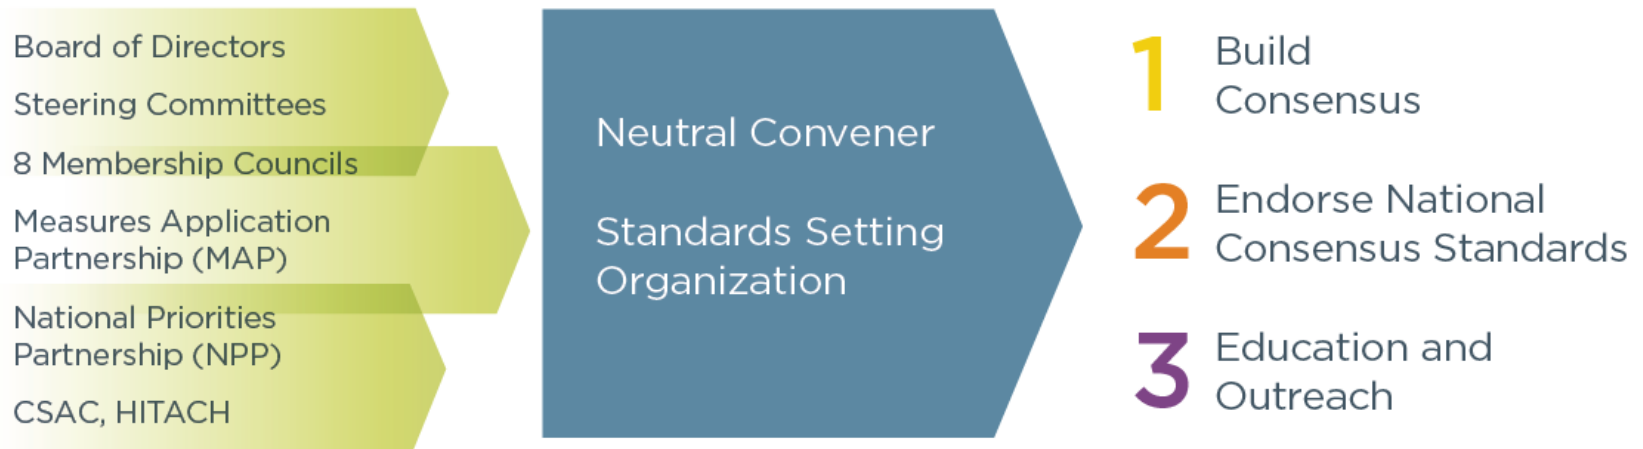 Board of Directors
Steering Committees
8 Membership Councils
Measures Application
Partnership (MAP)
National Priorities
Partnership (NPP)
CSAC, HITACH
Neutral Convener
Standards Setting
Organization
1 Build
Consensus
2 Endorse National
Consensus Standards
3 Education and
Outreach